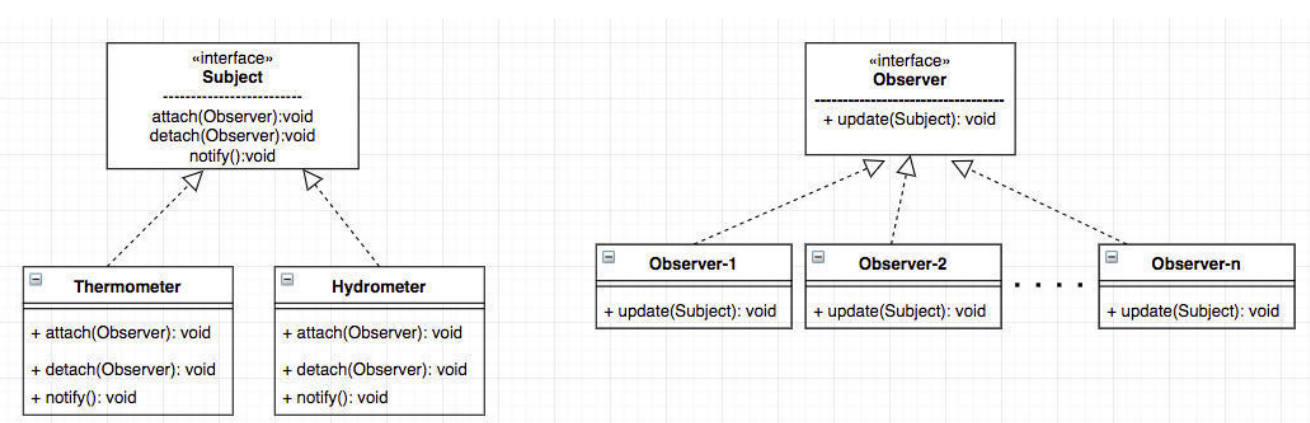 «interface»
Subject
attach(Observer):void
detach(Observer):void
notify():void
«interface»
Observer
+ update(Subject): void
Thermometer
+ attach(Observer): void
+ detach(Observer): void
+ notify(): void
Hydrometer
+ attach(Observer): void
+ detach(Observer): void
+ notify(): void
Observer-1
+ update(Subject): void
Observer-2
+ update(Subject): void
. . . .
Observer-n
+ update(Subject): void